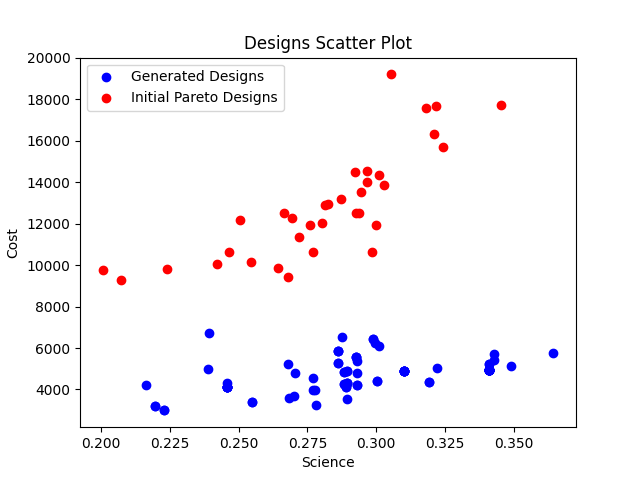 Designs Scatter Plot
Generated Designs
Initial Pareto Designs
20000
18000
16000
14000
12000
10000
8000
6000
4000
Cost
0.200 0.225 0.250 0.275 0.300 0.325 0.350
Science